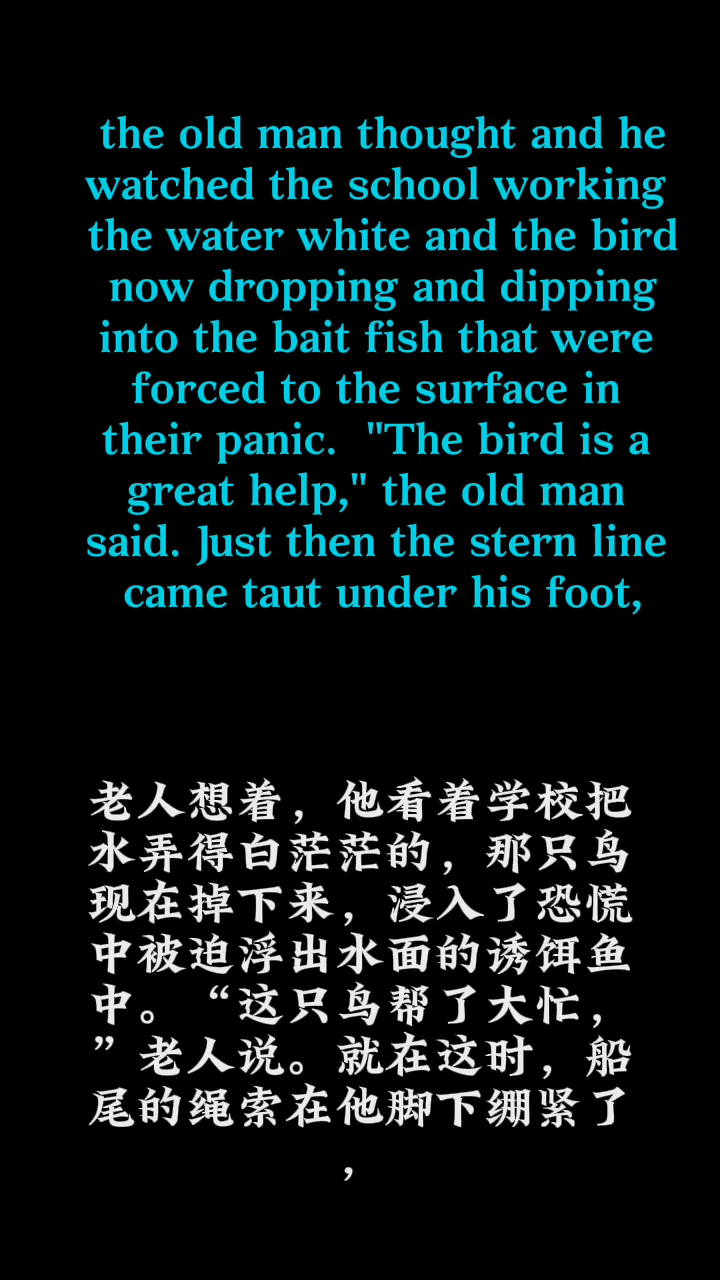 the old man thought and he
watched the school working
the water white and the bird
now dropping and dipping
into the bait fish that were
forced to the surface in
their panic.  "The bird is a
great help," the old man
said. Just then the stern line
came taut under his foot,
老人想着，他看着学校把
水弄得白茫茫的，那只鸟
现在掉下来，浸入了恐慌
中被迫浮出水面的诱饵鱼
中。“这只鸟帮了大忙，
”老人说。就在这时，船
尾的绳索在他脚下绷紧了
，